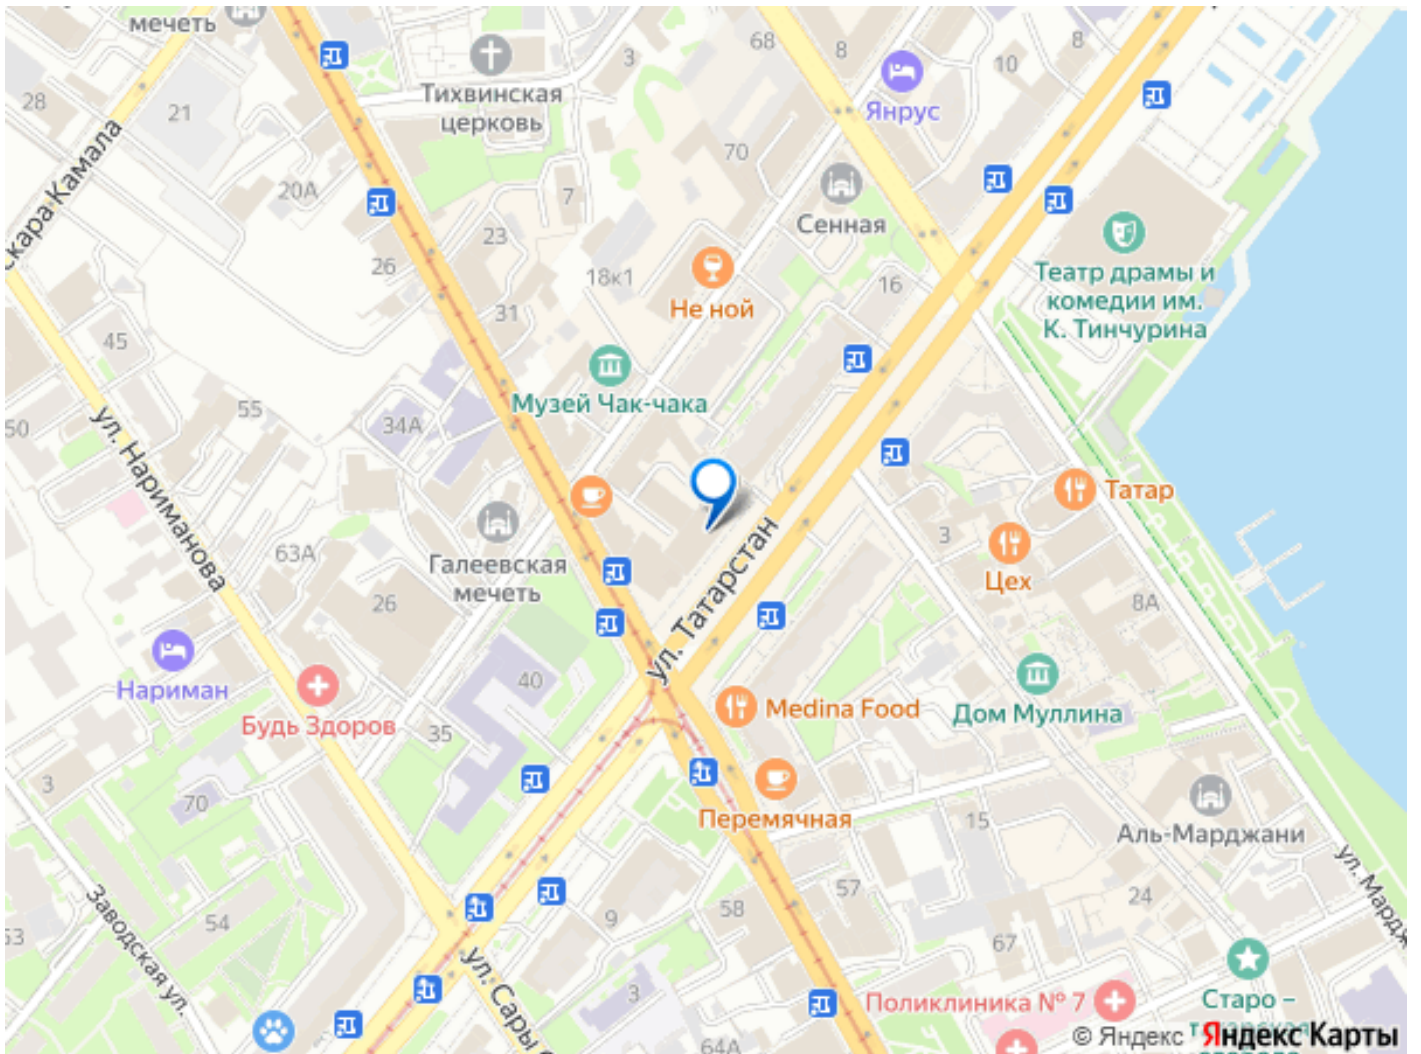 мечеть
68
3
8
8
10
Янрус
28
21
Тихвинская
церковь
70
20А
7
Сенная
23
26
18к1
16
Не ной
Театр драмы и
комедии им.
К. Тинчурина
31
45
Музей Чак-чака
55
34А
50
ул. Нариманова
Татар
63А
3
Галеевская
мечеть
Цех
ул. Татарстан
26
8А
Нариман
40
Будь Здоров
35
Medina Food
Дом Муллина
3
70
Перемячная
15
Аль-Марджани
57
24
Заводская ул.
54
53
9
58
67
ул. Сары
3
Поликлиника № 7
Старо –
64А
© Яндекс
Яндекс Карты